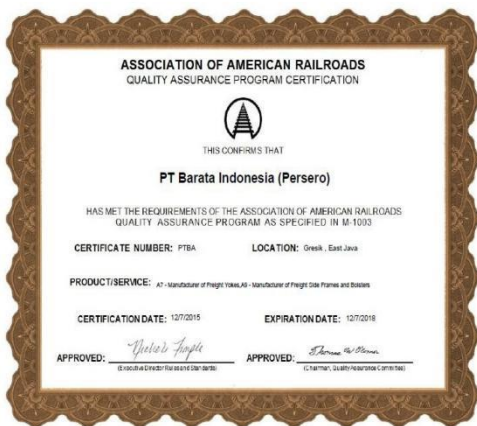 ASSOCIATION OF AMERICAN RAILROADS
QUALITY ASSURANCE PROGRAM CERTIFICATION
THIS CONFIRMS THAT
PT Barata Indonesia (Persero)
HAS MET THE REQUIREMENTS OF THE ASSOCIATION OF AMERICAN RAILROADS
QUALITY ASSURANCE PROGRAM AS SPECIFIED IN M-1003
CERTIFICATE NUMBER: PTBA LOCATION: Gresik , East Java
PRODUCT/SERVICE: A7 - Manufacturer of Freight Yokes,A9 - Manufacturer of Freight Side Frames and Bolsters
CERTIFICATION DATE: 12/7/2015 EXPIRATION DATE: 12/7/2018
APPROVED: APPROVED:
(Executive Director Rules and Standards) (Chairman, Quality Assurance Committee)